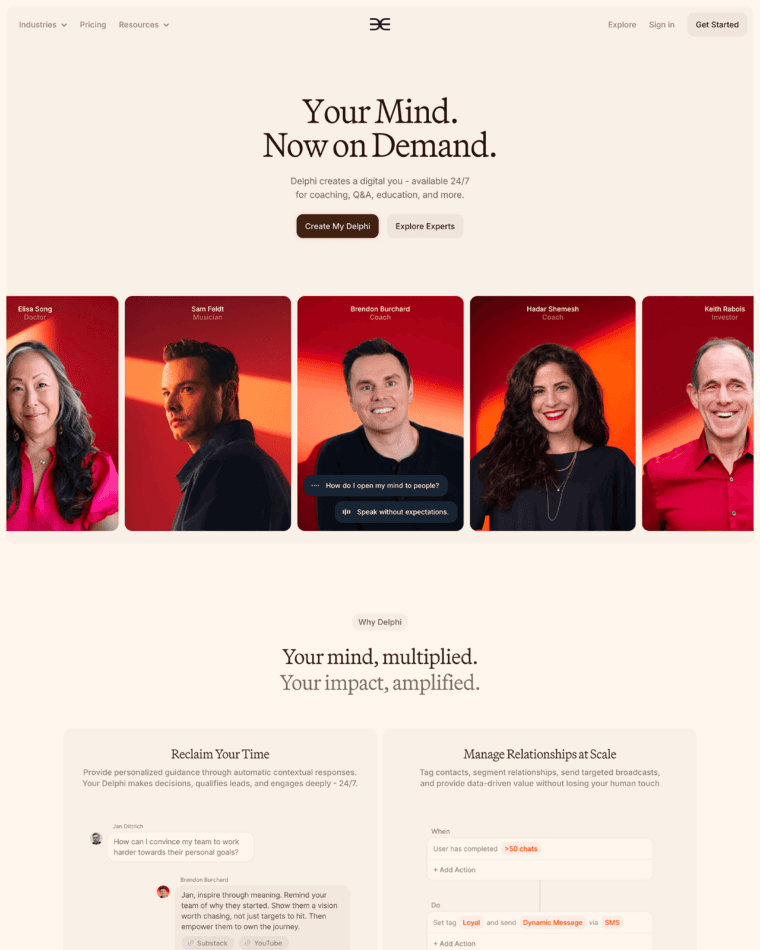 Industries
Pricing
Resources
Explore
Sign in
Get Started
Your Mind.
Now on Demand.
Delphi creates a digital you - available 24/7
for coaching, Q&A, education, and more.
Create My Delphi
Explore Experts
Elisa Song
Doctor
Sam Feldt
Musician
Brendon Burchard
Coach
How do I open my mind to people?
Speak without expectations.
Hadar Shemesh
Coach
Keith Rabois
Investor
Why Delphi
Your mind, multiplied.
Your impact, amplified.
Reclaim Your Time
Provide personalized guidance through automatic contextual responses.
Your Delphi makes decisions, qualifies leads, and engages deeply - 24/7.
Jan Dittrich
How can I convince my team to work
harder towards their personal goals?
Brendon Burchard
Jan, inspire through meaning. Remind your
team of why they started. Show them a vision
worth chasing, not just targets to hit. Then
empower them to own the journey.
Substack
YouTube
Manage Relationships at Scale
Tag contacts, segment relationships, send targeted broadcasts,
and provide data-driven value without losing your human touch
When
User has completed >50 chats
+ Add Action
Do
Set tag Loyal and send Dynamic Message via SMS
+ Add Action